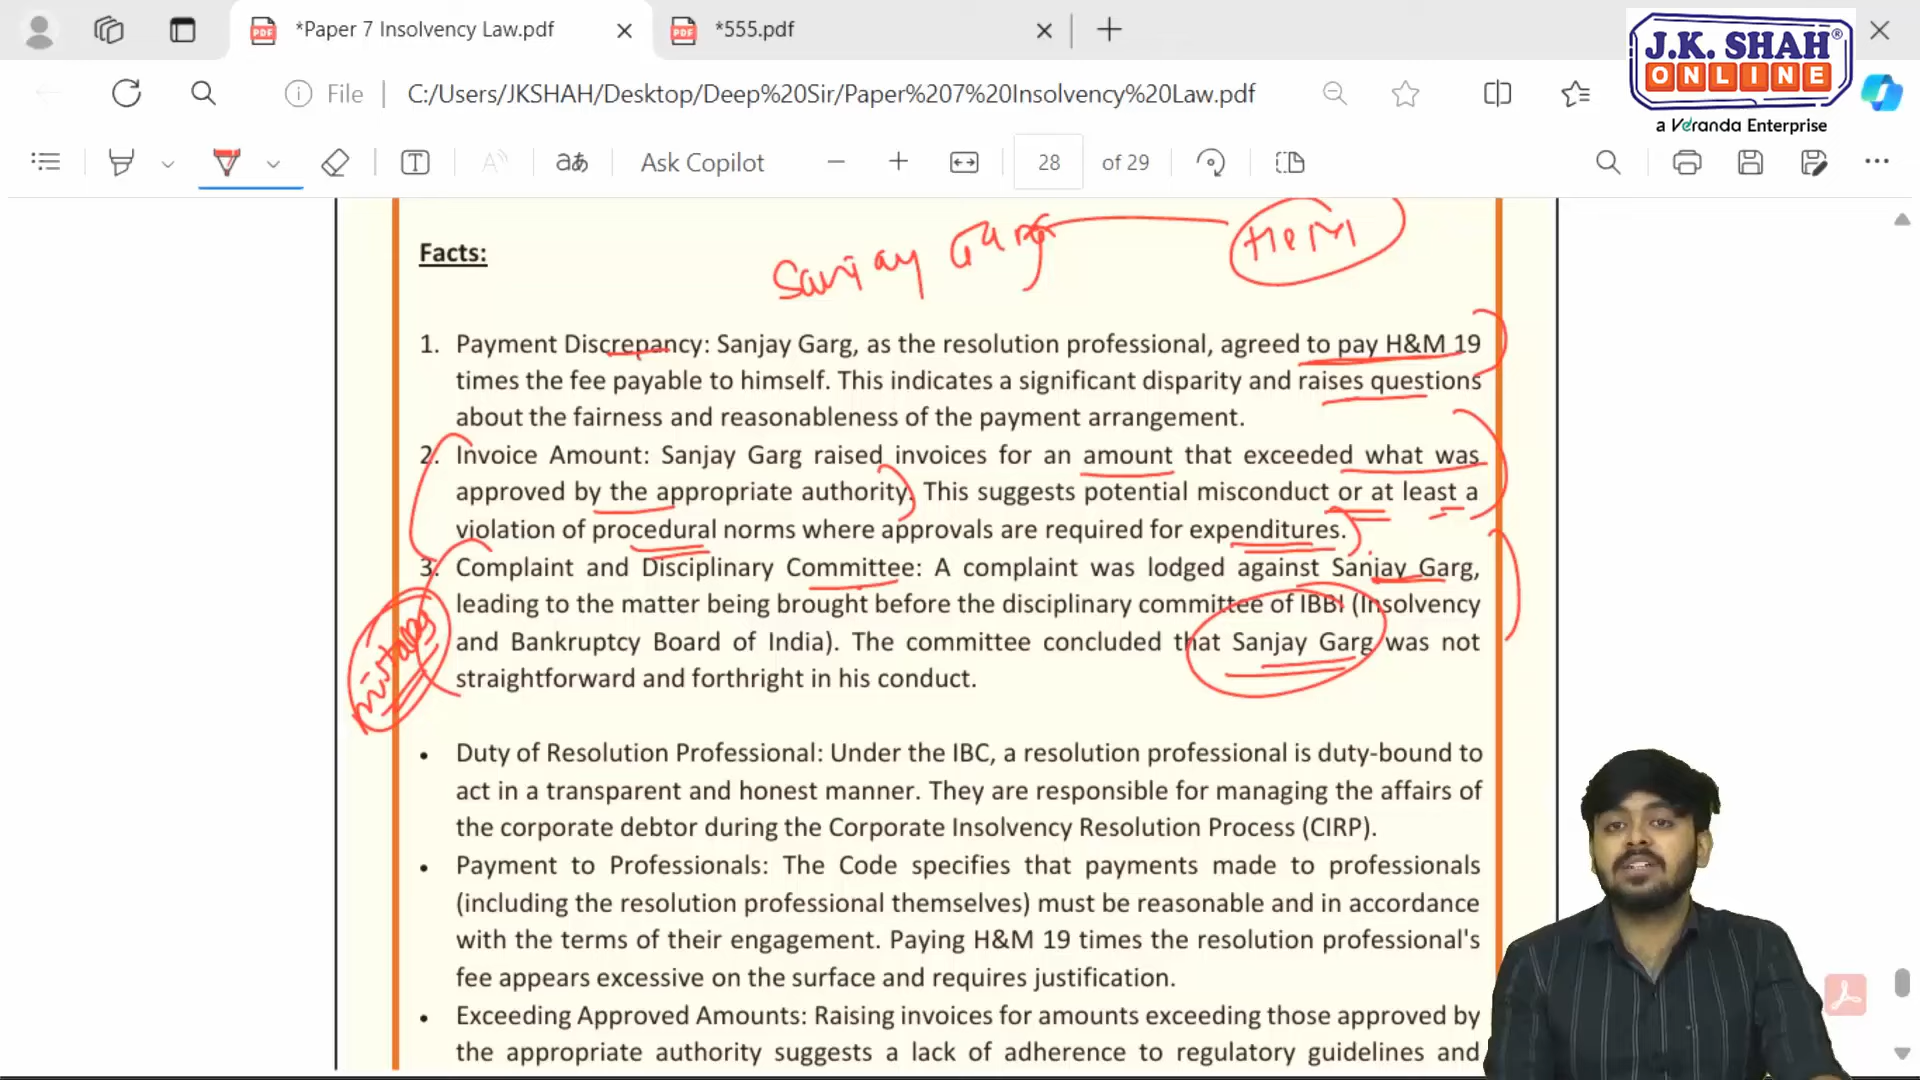 *Paper 7 Insolvency Law.pdf
*555.pdf
J.K. SHAH®
ONLINE
a Veranda Enterprise
File
C:/Users/JKSHAH/Desktop/Deep%20Sir/Paper%207%20Insolvency%20Law.pdf
aあ
Ask Copilot
28 of 29
Facts:
Sanjay Garg
H&M
1. Payment Discrepancy: Sanjay Garg, as the resolution professional, agreed to pay H&M 19
times the fee payable to himself. This indicates a significant disparity and raises questions
about the fairness and reasonableness of the payment arrangement.
2. Invoice Amount: Sanjay Garg raised invoices for an amount that exceeded what was
approved by the appropriate authority. This suggests potential misconduct or at least a
violation of procedural norms where approvals are required for expenditures.
3. Complaint and Disciplinary Committee: A complaint was lodged against Sanjay Garg,
leading to the matter being brought before the disciplinary committee of IBBI (Insolvency
and Bankruptcy Board of India). The committee concluded that Sanjay Garg was not
straightforward and forthright in his conduct.
• Duty of Resolution Professional: Under the IBC, a resolution professional is duty-bound to
act in a transparent and honest manner. They are responsible for managing the affairs of
the corporate debtor during the Corporate Insolvency Resolution Process (CIRP).
• Payment to Professionals: The Code specifies that payments made to professionals
(including the resolution professional themselves) must be reasonable and in accordance
with the terms of their engagement. Paying H&M 19 times the resolution professional's
fee appears excessive on the surface and requires justification.
• Exceeding Approved Amounts: Raising invoices for amounts exceeding those approved by
the appropriate authority suggests a lack of adherence to regulatory guidelines and